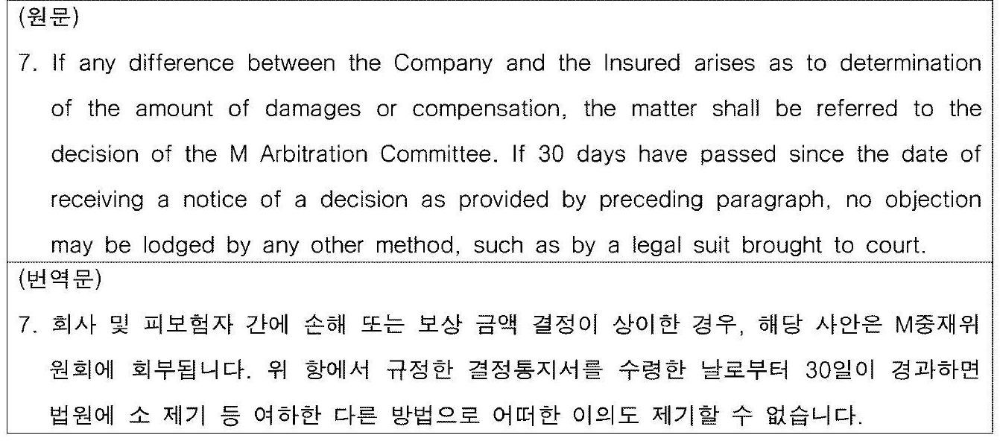 (원문)
7. If any difference between the Company and the Insured arises as to determination
of the amount of damages or compensation, the matter shall be referred to the
decision of the M Arbitration Committee. If 30 days have passed since the date of
receiving a notice of a decision as provided by preceding paragraph, no objection
may be lodged by any other method, such as by a legal suit brought to court.
(번역문)
7. 회사 및 피보험자 간에 손해 또는 보상 금액 결정이 상이한 경우, 해당 사안은 M중재위
원회에 회부됩니다. 위 항에서 규정한 결정통지서를 수령한 날로부터 30일이 경과하면
법원에 소 제기 등 여하한 다른 방법으로 어떠한 이의도 제기할 수 없습니다.